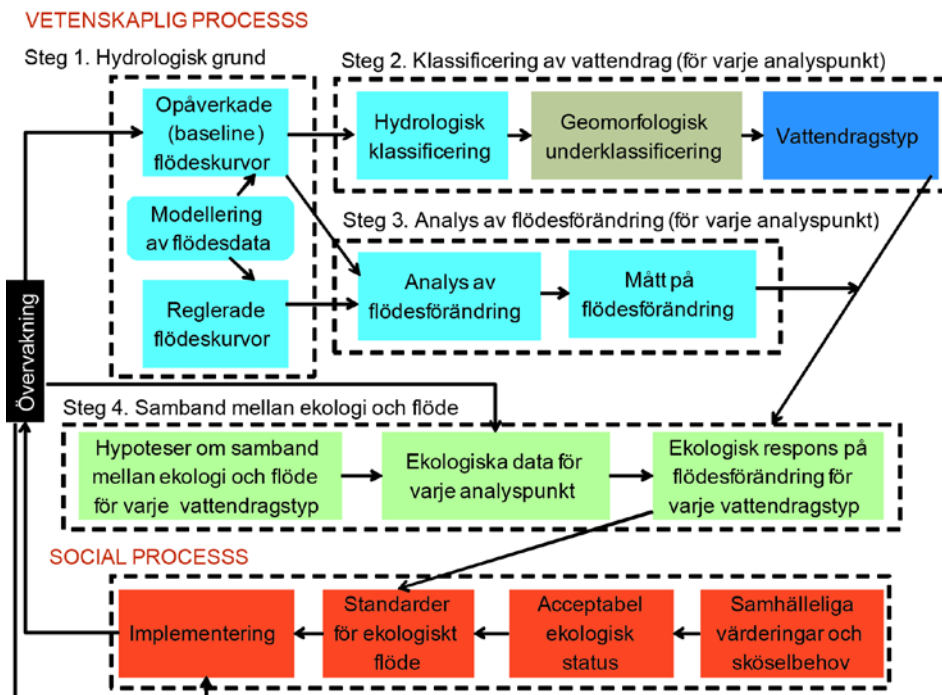 VETENSKAPLIG PROCESSS
Steg 1. Hydrologisk grund
Steg 2. Klassificering av vattendrag (för varje analyspunkt)
Opåverkade
(baseline)
flödeskurvor
Hydrologisk
klassificering
Geomorfologisk
underklassificering
Vattendragstyp
Modellering
av flödesdata
Steg 3. Analys av flödesförändring (för varje analyspunkt)
Reglerade
flödeskurvor
Analys av
flödesförändring
Mått på
flödesförändring
Övervakning
Steg 4. Samband mellan ekologi och flöde
Hypoteser om samband
mellan ekologi och flöde
för varje vattendragstyp
Ekologiska data för
varje analyspunkt
Ekologisk respons på
flödesförändring för
varje vattendragstyp
SOCIAL PROCESSS
Implementering
Standarder
för ekologiskt
flöde
Acceptabel
ekologisk
status
Samhälleliga
värderingar och
sköselbehov